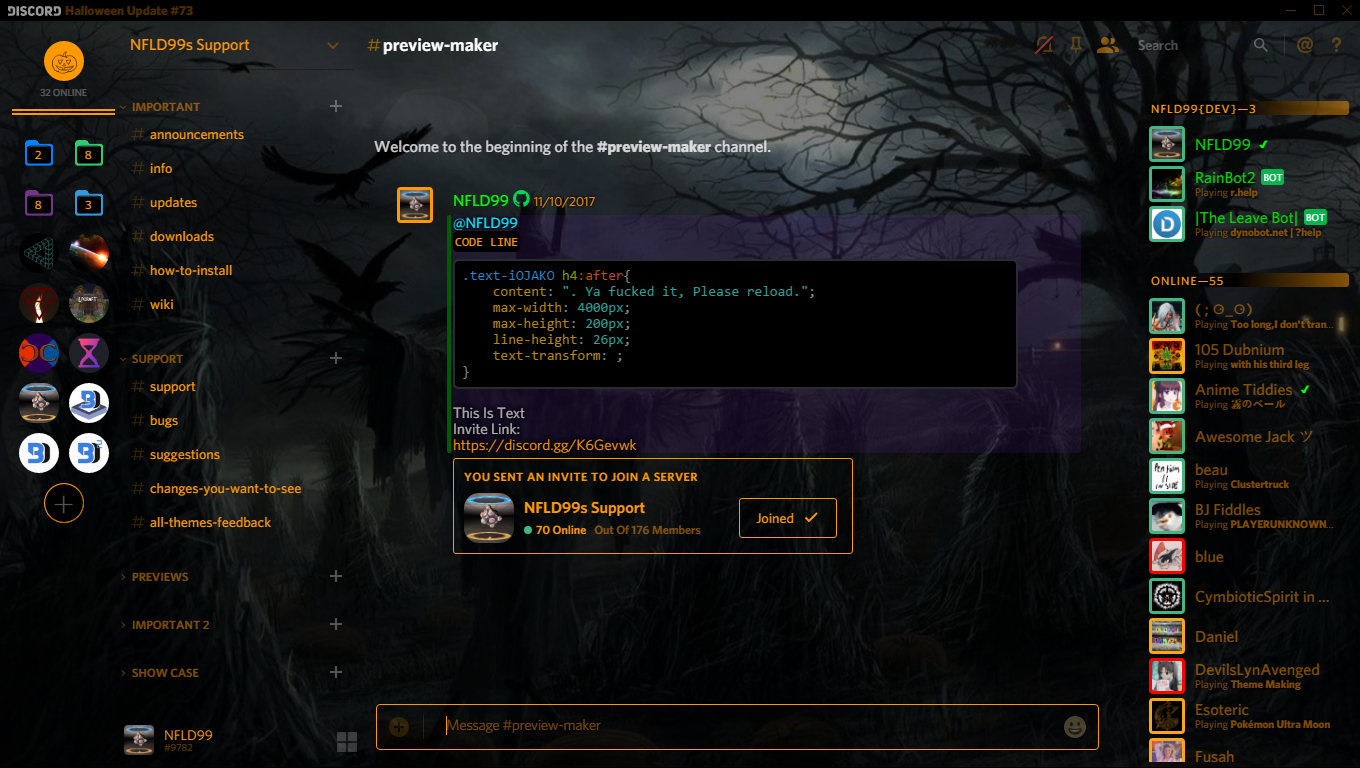 DISCORD Halloween Update #73
NFLD99s Support
#preview-maker
Search
@ ?
32 ONLINE
2
8
8
3
IMPORTANT +
# announcements
# info
# updates
# downloads
# how-to-install
# wiki
SUPPORT +
# support
# bugs
# suggestions
# changes-you-want-to-see
# all-themes-feedback
PREVIEWS +
IMPORTANT 2 +
SHOW CASE +
NFLD99
#9782
Welcome to the beginning of the #preview-maker channel.
NFLD99 11/10/2017
@NFLD99
CODE LINE
.text-iOJAKO h4:after{
content: ". Ya fucked it, Please reload.";
max-width: 4000px;
max-height: 200px;
line-height: 26px;
text-transform: ;
}
This Is Text
Invite Link:
https://discord.gg/K6Gevwk
YOU SENT AN INVITE TO JOIN A SERVER
NFLD99s Support
70 Online Out Of 176 Members
Joined
Message #preview-maker
NFLD99{DEV}—3
NFLD99
RainBot2 BOT
Playing r.help
|The Leave Bot| BOT
Playing dynobot.net | ?help
ONLINE—55
Playing Too long,I don't tran...
105 Dubnium
Playing with his third leg
Anime Tiddies
Playing 露のベール
Awesome Jack ツ
beau
Playing Clustertruck
BJ Fiddles
Playing PLAYERUNKNOWN...
blue
CymbioticSpirit in ...
Daniel
DevilsLynAvenged
Playing Theme Making
Esoteric
Playing Pokémon Ultra Moon
Fusah